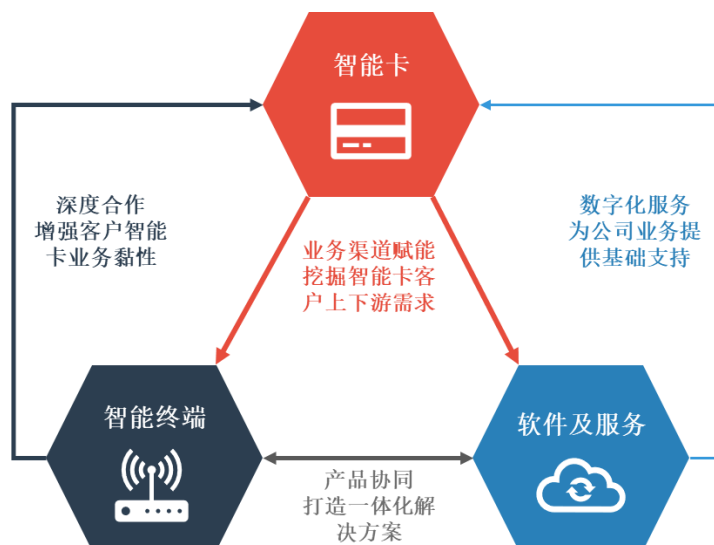 智能卡
深度合作
增强客户智能
卡业务黏性
业务渠道赋能
挖掘智能卡客
户上下游需求
数字化服务
为公司业务提
供基础支持
智能终端
软件及服务
产品协同
打造一体化解
决方案